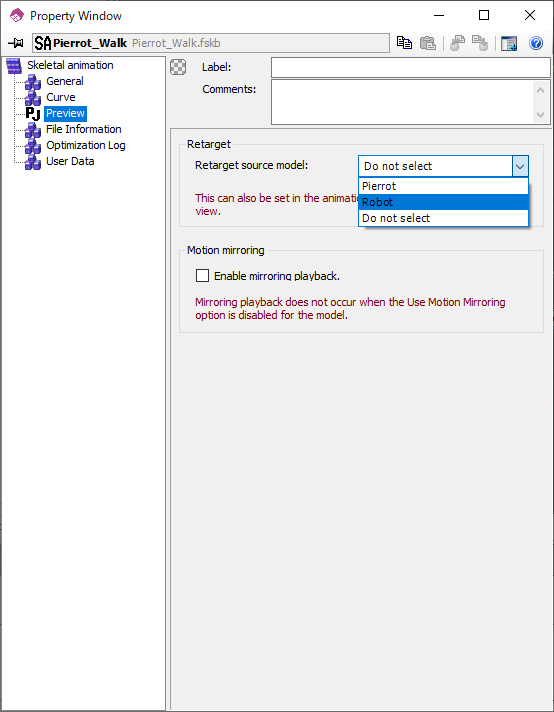 Property Window
SA Pierrot_Walk Pierrot_Walk.fskb
Skeletal animation
General
Curve
PJ Preview
File Information
Optimization Log
User Data
Label:
Comments:
Retarget
Retarget source model:
Do not select
Pierrot
Robot
Do not select
This can also be set in the animatio
view.
Motion mirroring
Enable mirroring playback.
Mirroring playback does not occur when the Use Motion Mirroring
option is disabled for the model.